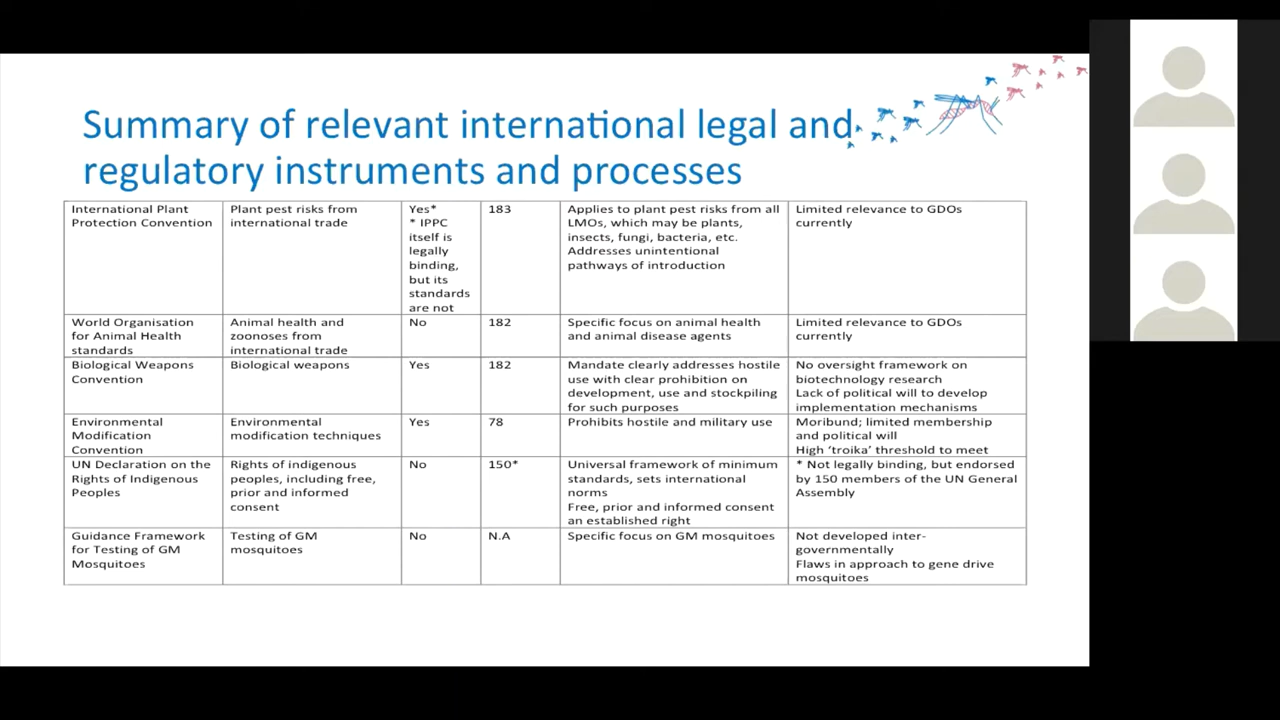 Summary of relevant international legal and
regulatory instruments and processes
International Plant
Protection Convention
Plant pest risks from
international trade
Yes*
* IPPC
itself is
legally
binding,
but its
standards
are not
183
Applies to plant pest risks from all
LMOs, which may be plants,
insects, fungi, bacteria, etc.
Addresses unintentional
pathways of introduction
Limited relevance to GDOs
currently
World Organisation
for Animal Health
standards
Animal health and
zoonoses from
international trade
No
182
Specific focus on animal health
and animal disease agents
Limited relevance to GDOs
currently
Biological Weapons
Convention
Biological weapons
Yes
182
Mandate clearly addresses hostile
use with clear prohibition on
development, use and stockpiling
for such purposes
No oversight framework on
biotechnology research
Lack of political will to develop
implementation mechanisms
Environmental
Modification
Convention
Environmental
modification techniques
Yes
78
Prohibits hostile and military use
Moribund; limited membership
and political will
High ‘troika’ threshold to meet
UN Declaration on the
Rights of Indigenous
Peoples
Rights of indigenous
peoples, including free,
prior and informed
consent
No
150*
Universal framework of minimum
standards, sets international
norms
Free, prior and informed consent
an established right
* Not legally binding, but endorsed
by 150 members of the UN General
Assembly
Guidance Framework
for Testing of GM
Mosquitoes
Testing of GM
mosquitoes
No
N.A
Specific focus on GM mosquitoes
Not developed inter-
governmentally
Flaws in approach to gene drive
mosquitoes